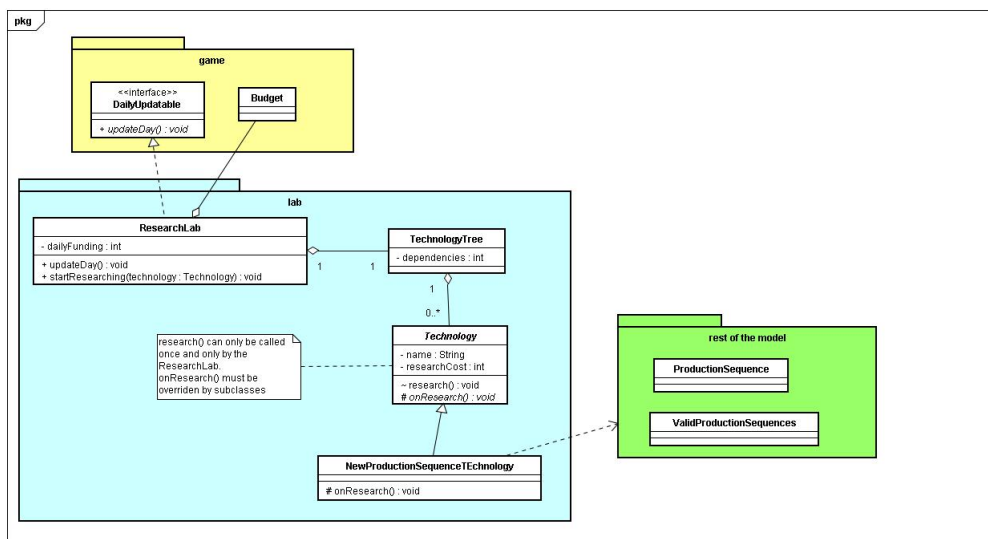 pkg
game
<<interface>>
DailyUpdatable
+ updateDay() : void
Budget
lab
ResearchLab
- dailyFunding : int
+ updateDay() : void
+ startResearching(technology : Technology) : void
1
1
TechnologyTree
- dependencies : int
1
0..*
research() can only be called
once and only by the
ResearchLab.
onResearch() must be
overriden by subclasses
Technology
- name : String
- researchCost : int
~ research() : void
# onResearch() : void
NewProductionSequenceTEchnology
# onResearch() : void
rest of the model
ProductionSequence
ValidProductionSequences